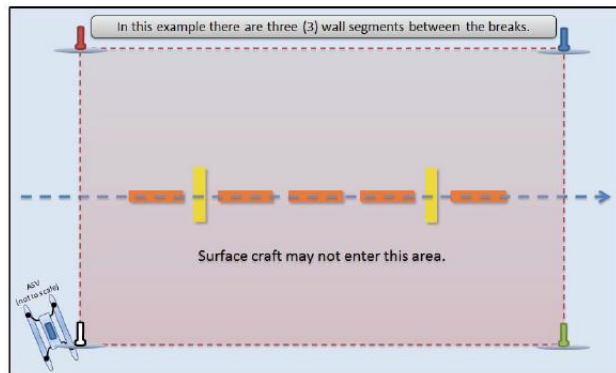 In this example there are three (3) wall segments between the breaks.
Surface craft may not enter this area.
ASV
(not to scale)